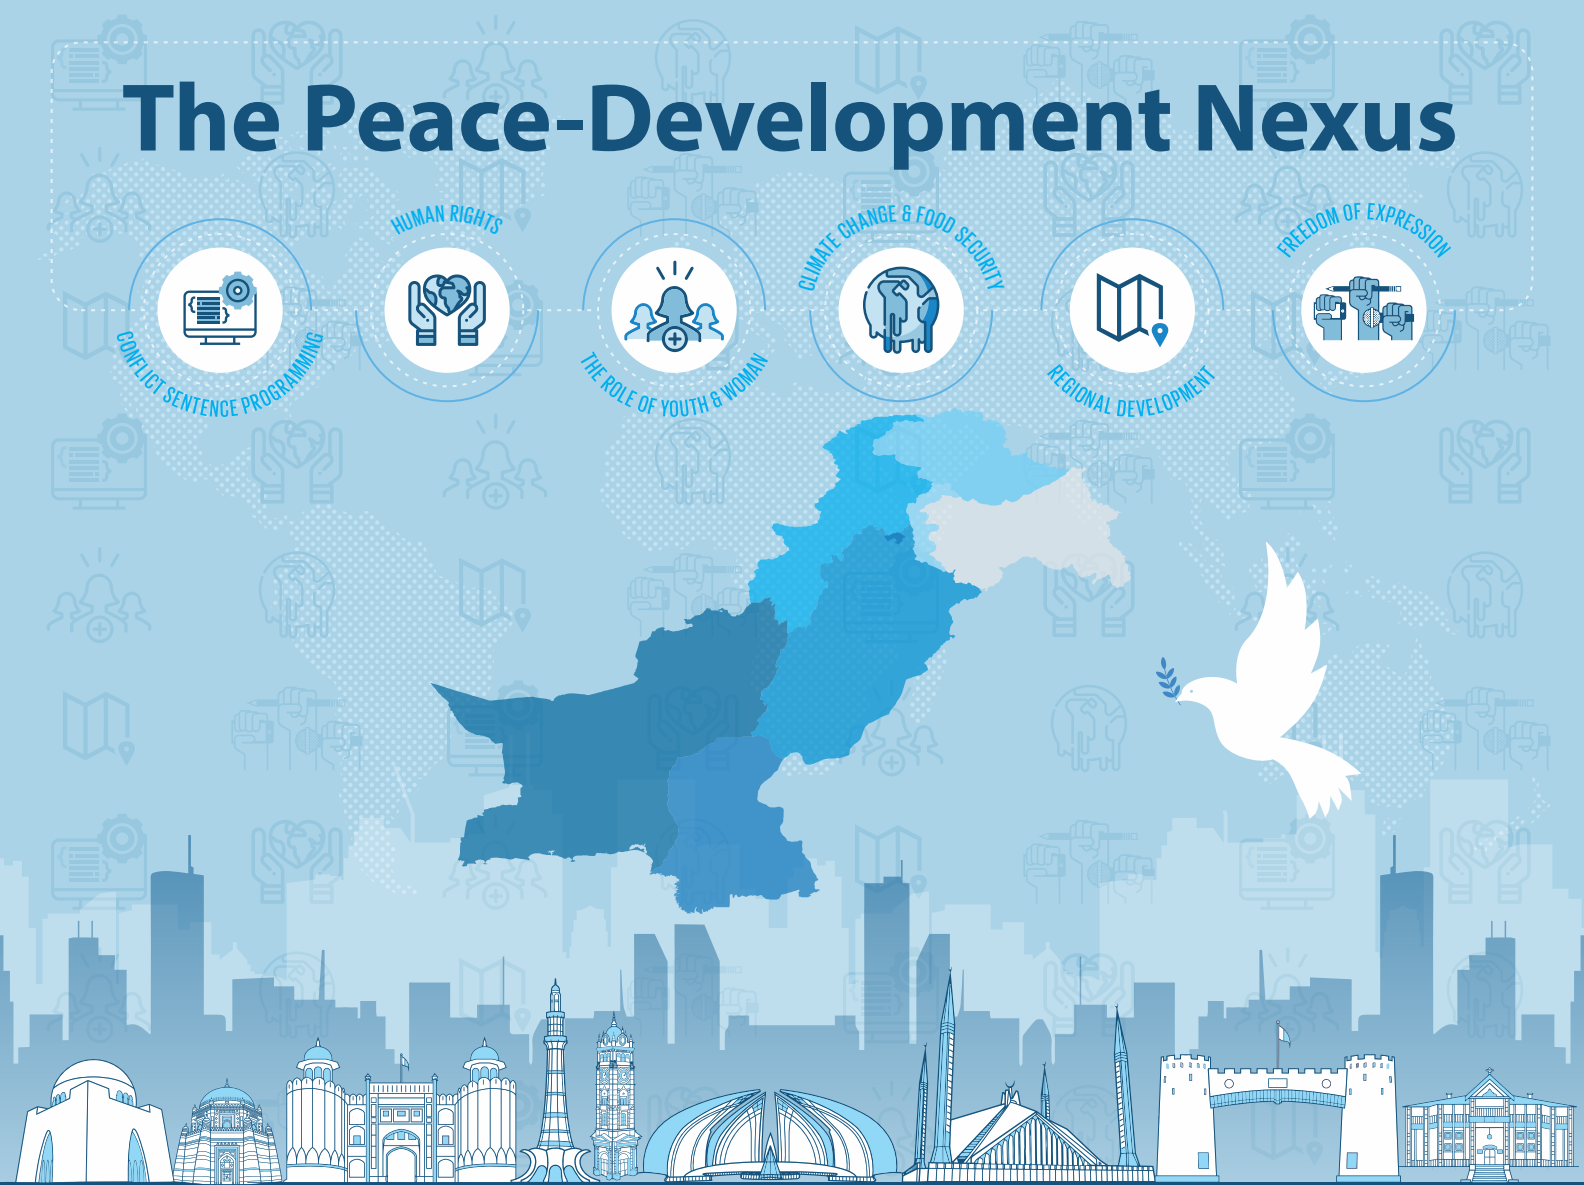 The Peace-Development Nexus
CONFLICT SENTENCE PROGRAMMING
HUMAN RIGHTS
THE ROLE OF YOUTH & WOMAN
CLIMATE CHANGE & FOOD SECURITY
REGIONAL DEVELOPMENT
FREEDOM OF EXPRESSION